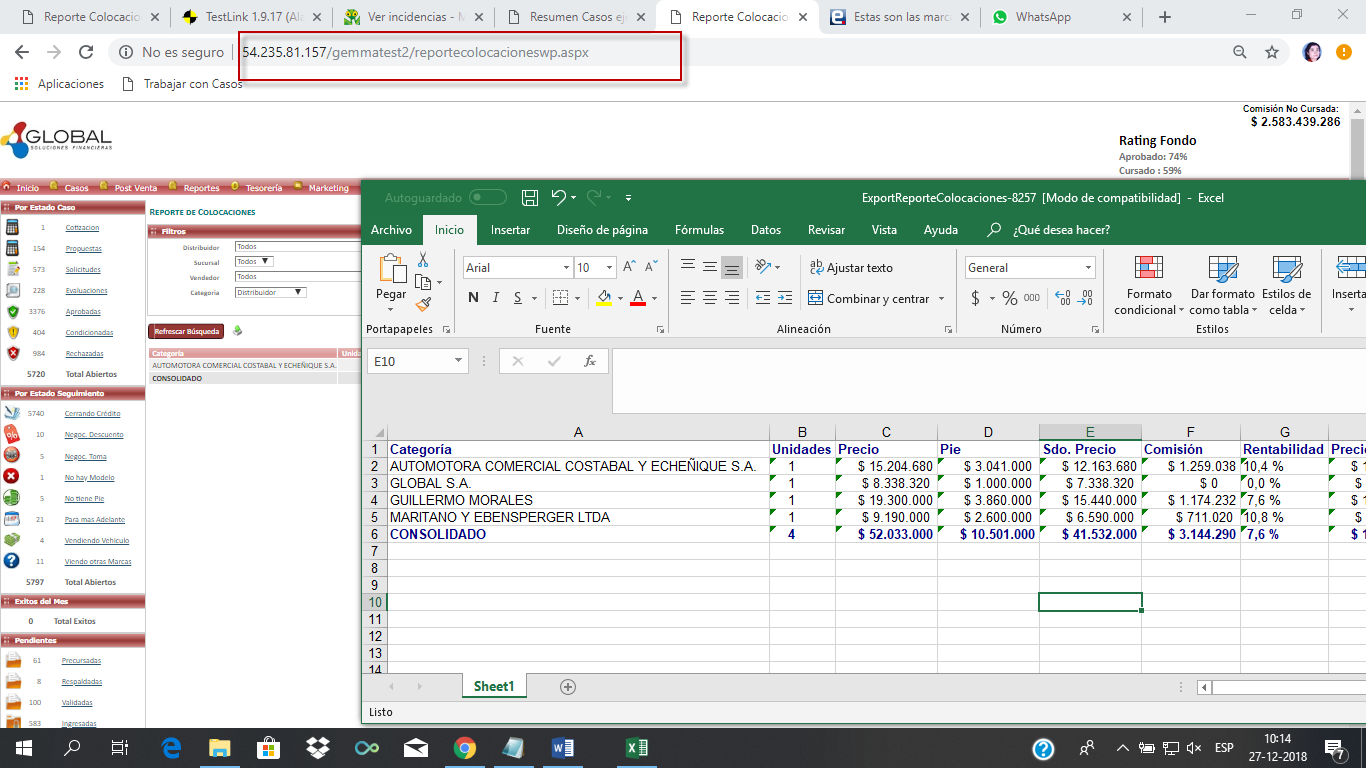 Reporte Colocacio
TestLink 1.9.17 (Ala
Ver incidencias - M
Resumen Casos eje
Reporte Colocacio
Estas son las marca
WhatsApp
No es seguro
54.235.81.157/gemmatest2/reportecolocacioneswp.aspx
Aplicaciones
Trabajar con Casos
GLOBAL
SOLUCIONES FINANCIERAS
Comisión No Cursada:
$ 2.583.439.286
Rating Fondo
Aprobado: 74%
Cursado : 59%
Inicio Casos Post Venta Reportes Tesorería Marketing
Por Estado Caso
1 Cotizacion
154 Propuestas
573 Solicitudes
228 Evaluaciones
3376 Aprobadas
404 Condicionadas
984 Rechazadas
5720 Total Abiertos
Por Estado Seguimiento
5740 Cerrando Crédito
10 Negoc. Descuento
5 Negoc. Toma
1 No hay Modelo
5 No tiene Pie
21 Para mas Adelante
4 Vendiendo Vehiculo
11 Viendo otras Marcas
5797 Total Abiertos
Exitos del Mes
0 Total Exitos
Pendientes
61 Precursadas
8 Respaldadas
100 Validadas
583 Ingresadas
REPORTE DE COLOCACIONES
Filtros
Distribuidor Todos
Sucursal Todos
Vendedor Todos
Categoria Distribuidor
Refrescar Búsqueda
Categoría Unida
AUTOMOTORA COMERCIAL COSTABAL Y ECHEÑIQUE S.A.
CONSOLIDADO
Autoguardado
ExportReporteColocaciones-8257 [Modo de compatibilidad] - Excel
Archivo Inicio Insertar Diseño de página Fórmulas Datos Revisar Vista Ayuda ¿Qué desea hacer?
Pegar
Portapapeles
Arial 10
N K S
Fuente
Ajustar texto
Combinar y centrar
Alineación
General
$ % 000
Número
Formato condicional
Dar formato como tabla
Estilos de celda
Estilos
Inserta
E10
fx
A B C D E F G
1 Categoría Unidades Precio Pie Sdo. Precio Comisión Rentabilidad Precio
2 AUTOMOTORA COMERCIAL COSTABAL Y ECHEÑIQUE S.A. 1 $ 15.204.680 $ 3.041.000 $ 12.163.680 $ 1.259.038 10,4 % $ 1
3 GLOBAL S.A. 1 $ 8.338.320 $ 1.000.000 $ 7.338.320 $ 0 0,0 % $
4 GUILLERMO MORALES 1 $ 19.300.000 $ 3.860.000 $ 15.440.000 $ 1.174.232 7,6 % $ 1
5 MARITANO Y EBENSPERGER LTDA 1 $ 9.190.000 $ 2.600.000 $ 6.590.000 $ 711.020 10,8 % $
6 CONSOLIDADO 4 $ 52.033.000 $ 10.501.000 $ 41.532.000 $ 3.144.290 7,6 % $ 1
7
8
9
10
11
12
13
14
Sheet1
Listo
ESP
10:14
27-12-2018
7